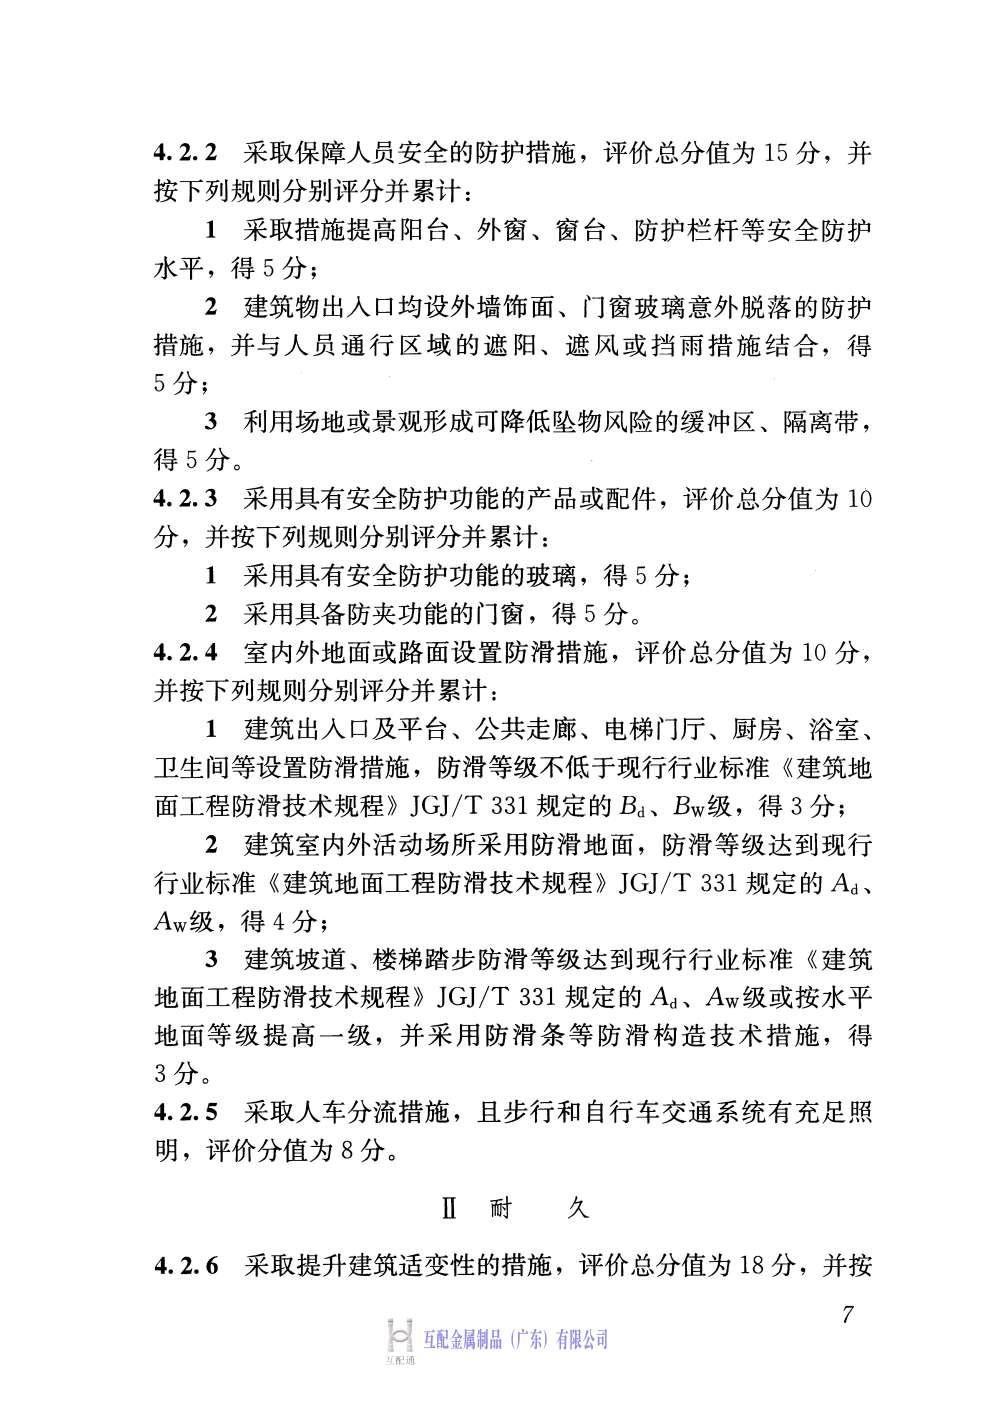 4.2.2 采取保障人员安全的防护措施，评价总分值为 15 分，并
按下列规则分别评分并累计：
1 采取措施提高阳台、外窗、窗台、防护栏杆等安全防护
水平，得 5 分；
2 建筑物出入口均设外墙饰面、门窗玻璃意外脱落的防护
措施，并与人员通行区域的遮阳、遮风或挡雨措施结合，得
5 分；
3 利用场地或景观形成可降低坠物风险的缓冲区、隔离带，
得 5 分。
4.2.3 采用具有安全防护功能的产品或配件，评价总分值为 10
分，并按下列规则分别评分并累计：
1 采用具有安全防护功能的玻璃，得 5 分；
2 采用具备防夹功能的门窗，得 5 分。
4.2.4 室内外地面或路面设置防滑措施，评价总分值为 10 分，
并按下列规则分别评分并累计：
1 建筑出入口及平台、公共走廊、电梯门厅、厨房、浴室、
卫生间等设置防滑措施，防滑等级不低于现行行业标准《建筑地
面工程防滑技术规程》JGJ/T 331 规定的 Bd、Bw级，得 3 分；
2 建筑室内外活动场所采用防滑地面，防滑等级达到现行
行业标准《建筑地面工程防滑技术规程》JGJ/T 331 规定的 Ad、
Aw级，得 4 分；
3 建筑坡道、楼梯踏步防滑等级达到现行行业标准《建筑
地面工程防滑技术规程》JGJ/T 331 规定的 Ad、Aw级或按水平
地面等级提高一级，并采用防滑条等防滑构造技术措施，得
3 分。
4.2.5 采取人车分流措施，且步行和自行车交通系统有充足照
明，评价分值为 8 分。
Ⅱ 耐 久
4.2.6 采取提升建筑适变性的措施，评价总分值为 18 分，并按
7
互配金属制品（广东）有限公司
互配通